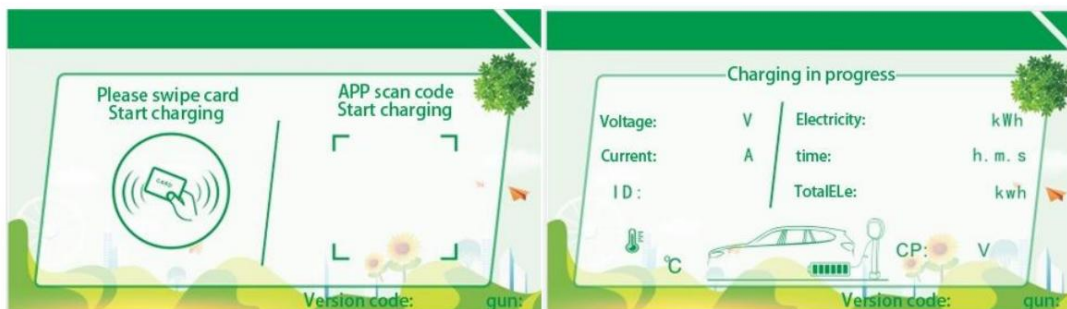 Please swipe card
Start charging
CARD
APP scan code
Start charging
Version code: gun:
Charging in progress
Voltage: V
Current: A
ID:
Electricity: kWh
time: h.m.s
TotalELe: kwh
℃
CP: V
Version code: gun: